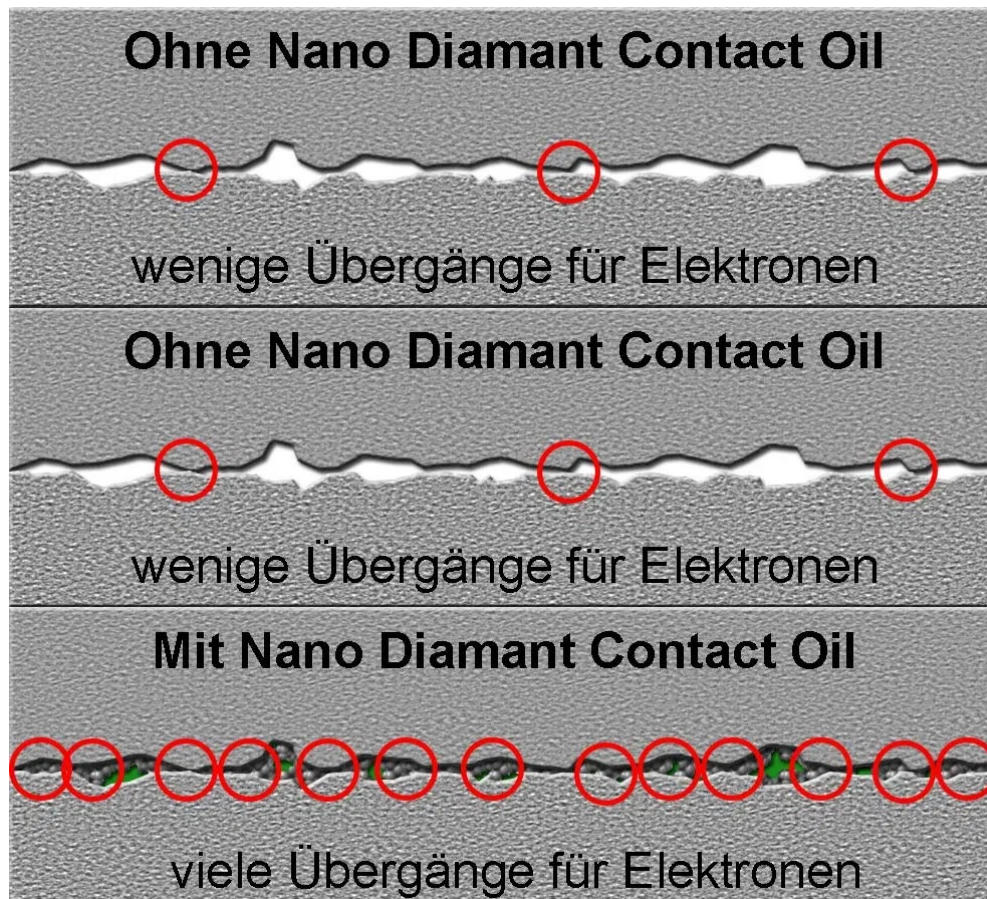 Ohne Nano Diamant Contact Oil
wenige Übergänge für Elektronen
Ohne Nano Diamant Contact Oil
wenige Übergänge für Elektronen
Mit Nano Diamant Contact Oil
viele Übergänge für Elektronen